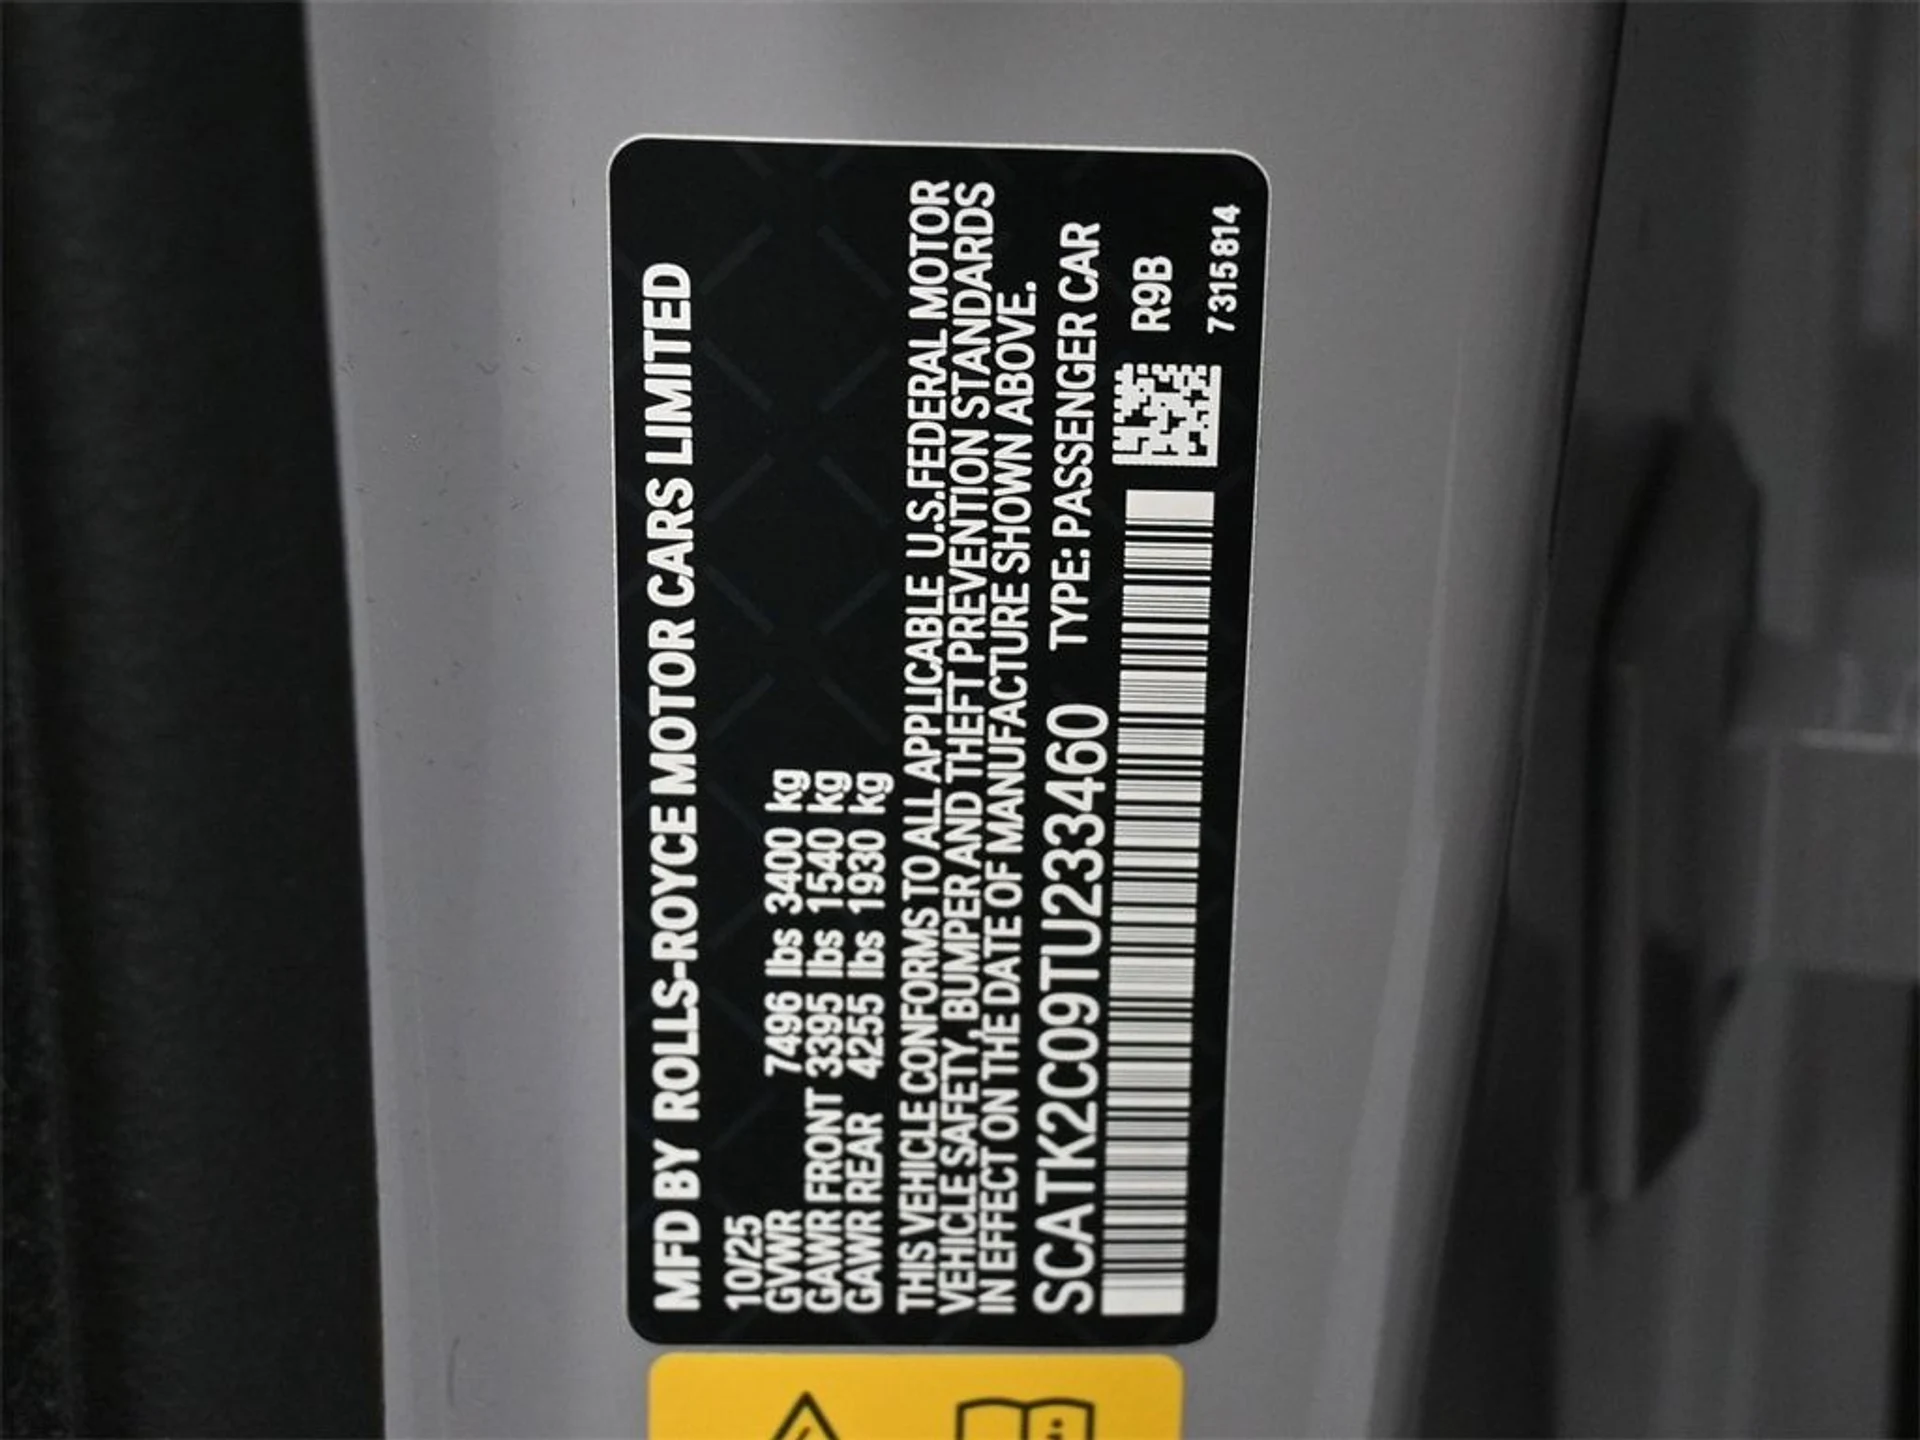 MFD BY ROLLS-ROYCE MOTOR CARS LIMITED
10/25
GVWR 7496 lbs 3400 kg
GAWR FRONT 3395 lbs 1540 kg
GAWR REAR 4255 lbs 1930 kg
THIS VEHICLE CONFORMS TO ALL APPLICABLE U.S.FEDERAL MOTOR
VEHICLE SAFETY, BUMPER AND THEFT PREVENTION STANDARDS
IN EFFECT ON THE DATE OF MANUFACTURE SHOWN ABOVE.
SCATK2C09TU233460 TYPE: PASSENGER CAR
R9B
7315814